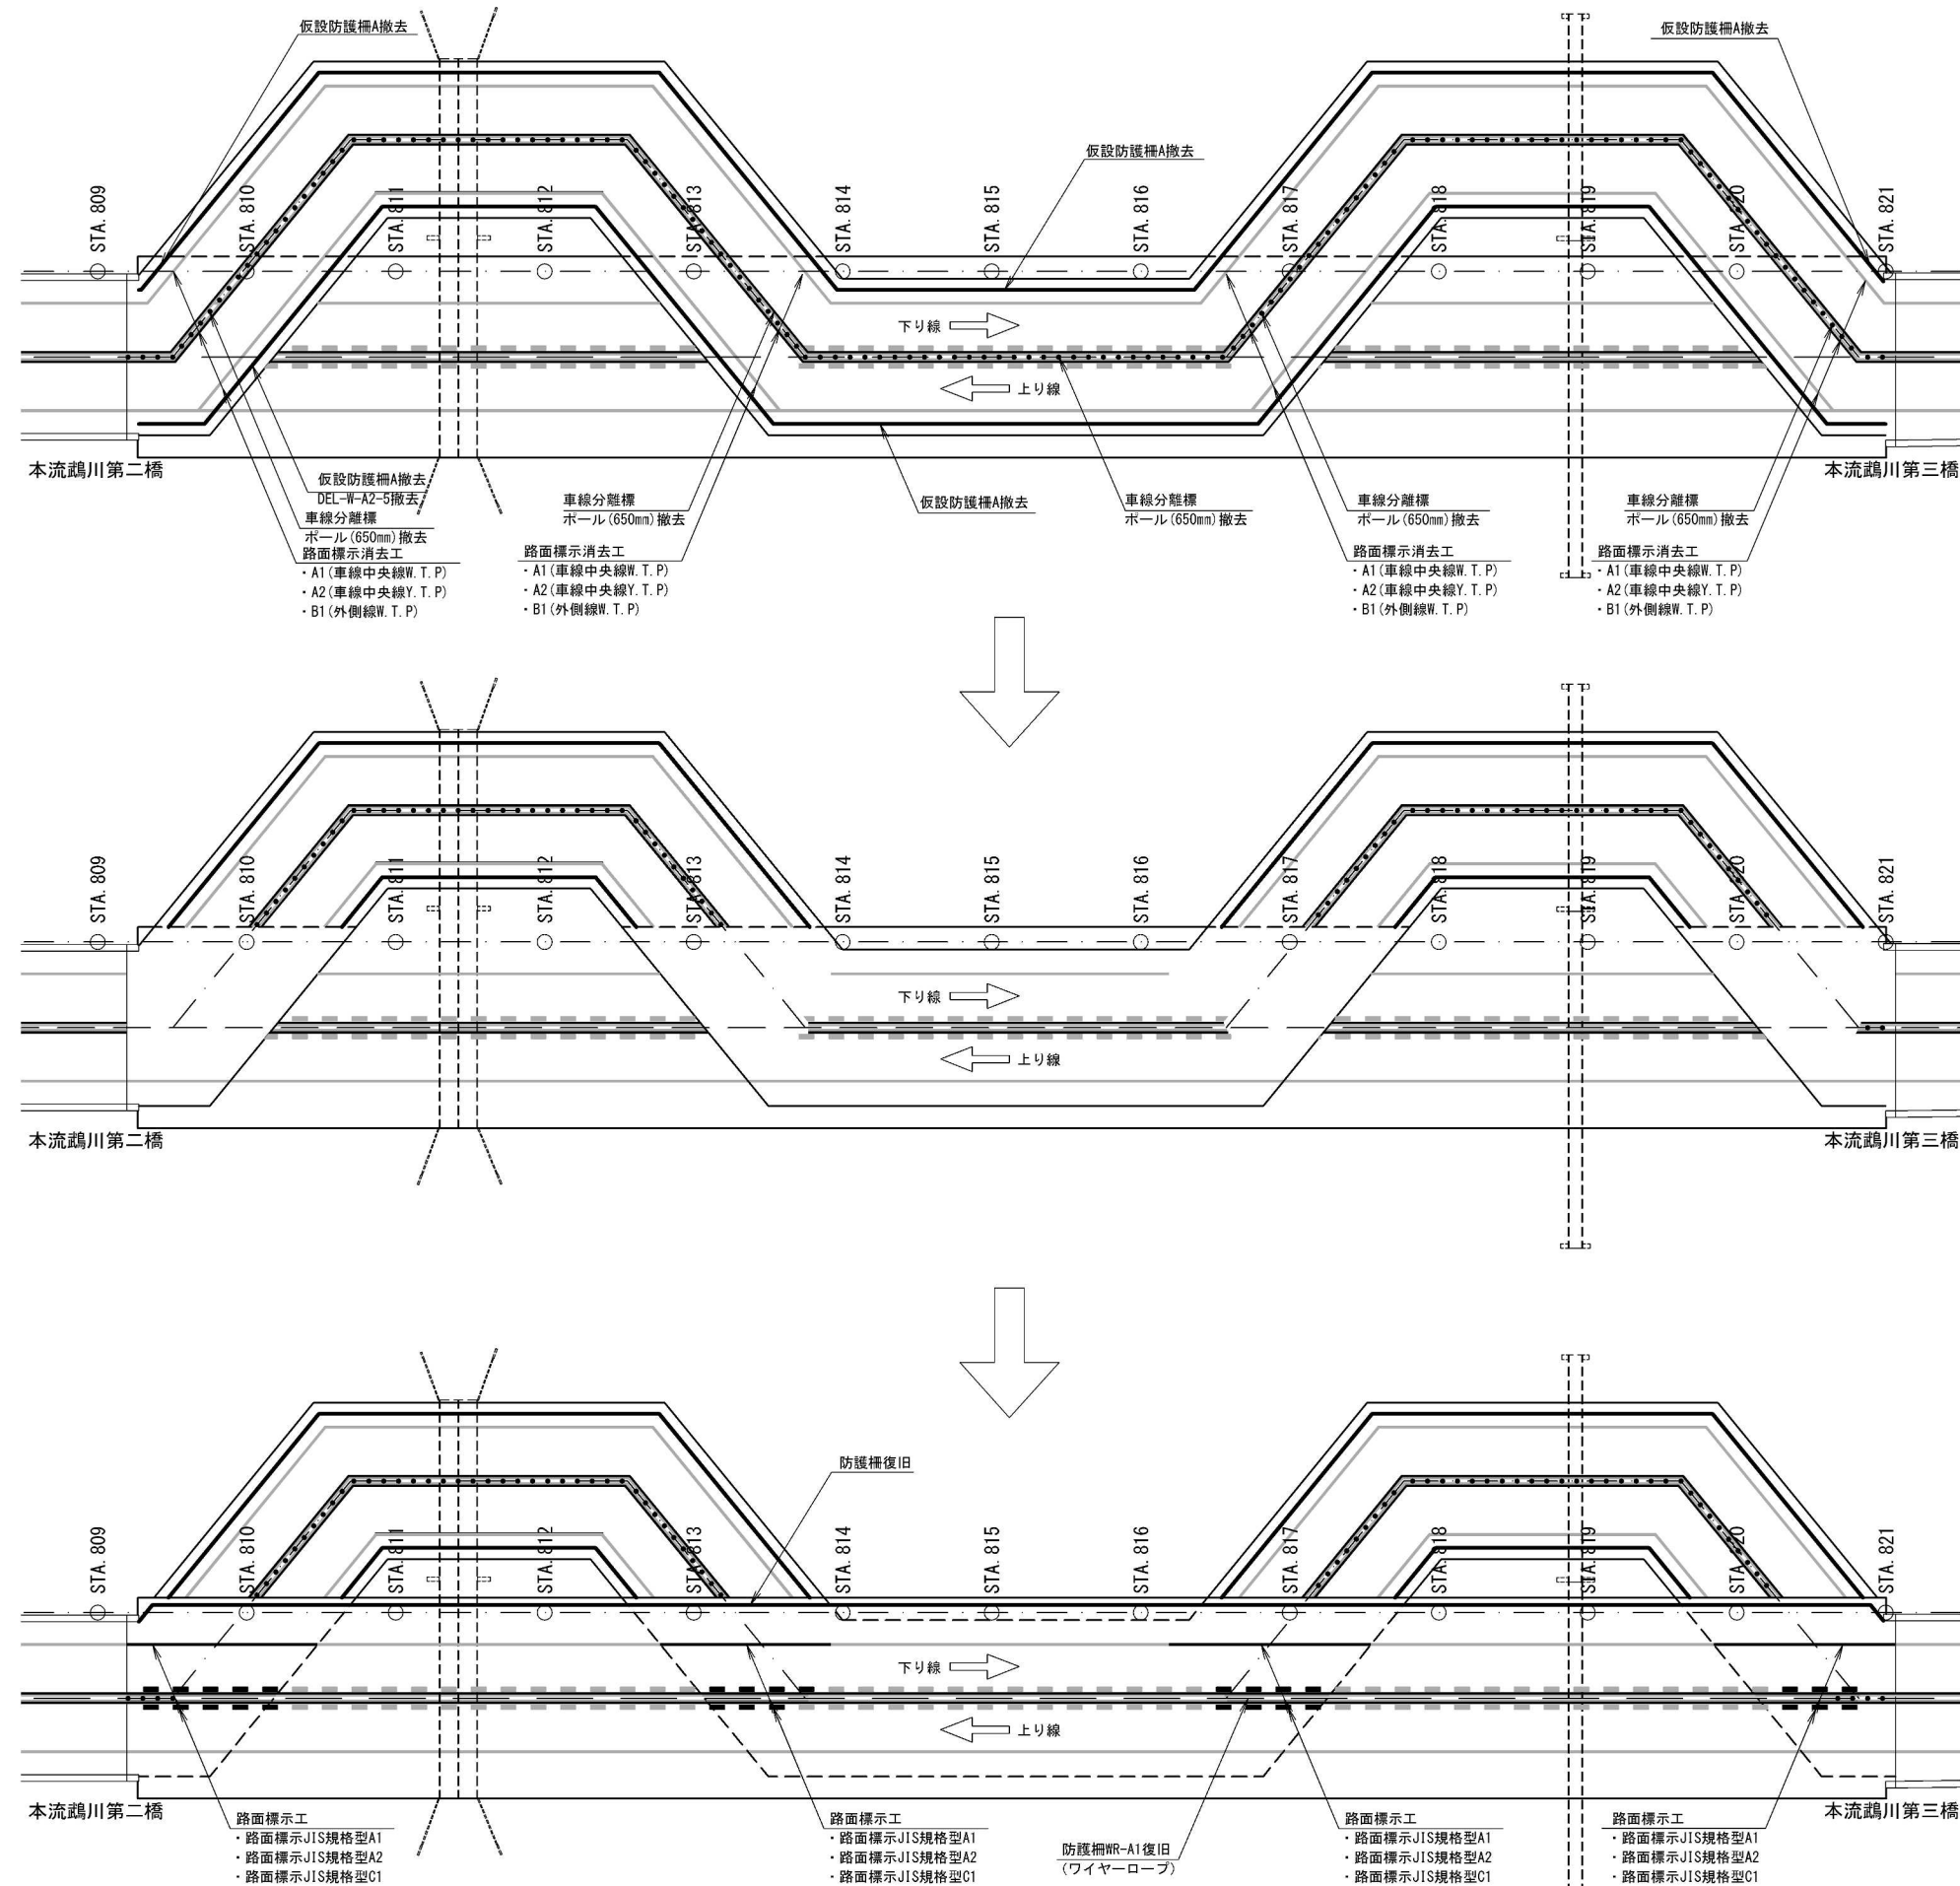 仮設防護柵A撤去
仮設防護柵A撤去
仮設防護柵A撤去
STA. 809
STA. 810
STA. 811
STA. 812
STA. 813
STA. 814
STA. 815
STA. 816
STA. 817
STA. 818
STA. 819
STA. 820
STA. 821
下り線
上り線
本流鵡川第二橋
本流鵡川第三橋
仮設防護柵A撤去
DEL-W-A2-5撤去
車線分離標
ポール(650mm)撤去
路面標示消去工
・A1(車線中央線W.T.P)
・A2(車線中央線Y.T.P)
・B1(外側線W.T.P)
車線分離標
ポール(650mm)撤去
路面標示消去工
・A1(車線中央線W.T.P)
・A2(車線中央線Y.T.P)
・B1(外側線W.T.P)
仮設防護柵A撤去
車線分離標
ポール(650mm)撤去
車線分離標
ポール(650mm)撤去
路面標示消去工
・A1(車線中央線W.T.P)
・A2(車線中央線Y.T.P)
・B1(外側線W.T.P)
車線分離標
ポール(650mm)撤去
路面標示消去工
・A1(車線中央線W.T.P)
・A2(車線中央線Y.T.P)
・B1(外側線W.T.P)
STA. 809
STA. 810
STA. 811
STA. 812
STA. 813
STA. 814
STA. 815
STA. 816
STA. 817
STA. 818
STA. 819
STA. 820
STA. 821
下り線
上り線
本流鵡川第二橋
本流鵡川第三橋
防護柵復旧
STA. 809
STA. 810
STA. 811
STA. 812
STA. 813
STA. 814
STA. 815
STA. 816
STA. 817
STA. 818
STA. 819
STA. 820
STA. 821
下り線
上り線
本流鵡川第二橋
本流鵡川第三橋
路面標示工
・路面標示JIS規格型A1
・路面標示JIS規格型A2
・路面標示JIS規格型C1
路面標示工
・路面標示JIS規格型A1
・路面標示JIS規格型A2
・路面標示JIS規格型C1
防護柵WR-A1復旧
(ワイヤーロープ)
路面標示工
・路面標示JIS規格型A1
・路面標示JIS規格型A2
・路面標示JIS規格型C1
路面標示工
・路面標示JIS規格型A1
・路面標示JIS規格型A2
・路面標示JIS規格型C1